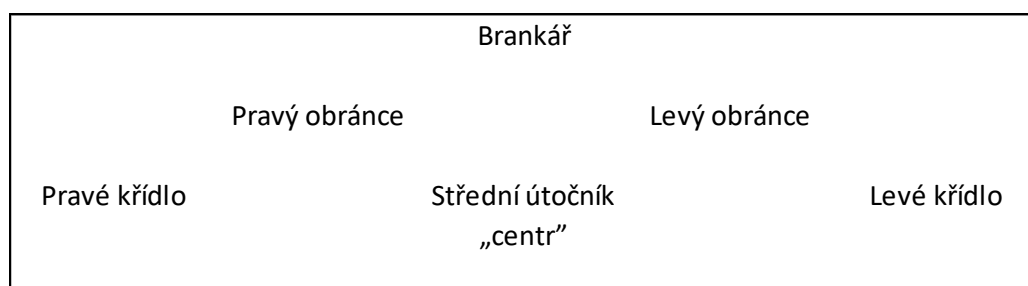 Brankář
Pravý obránce Levý obránce
Pravé křídlo Střední útočník Levé křídlo
„centr”